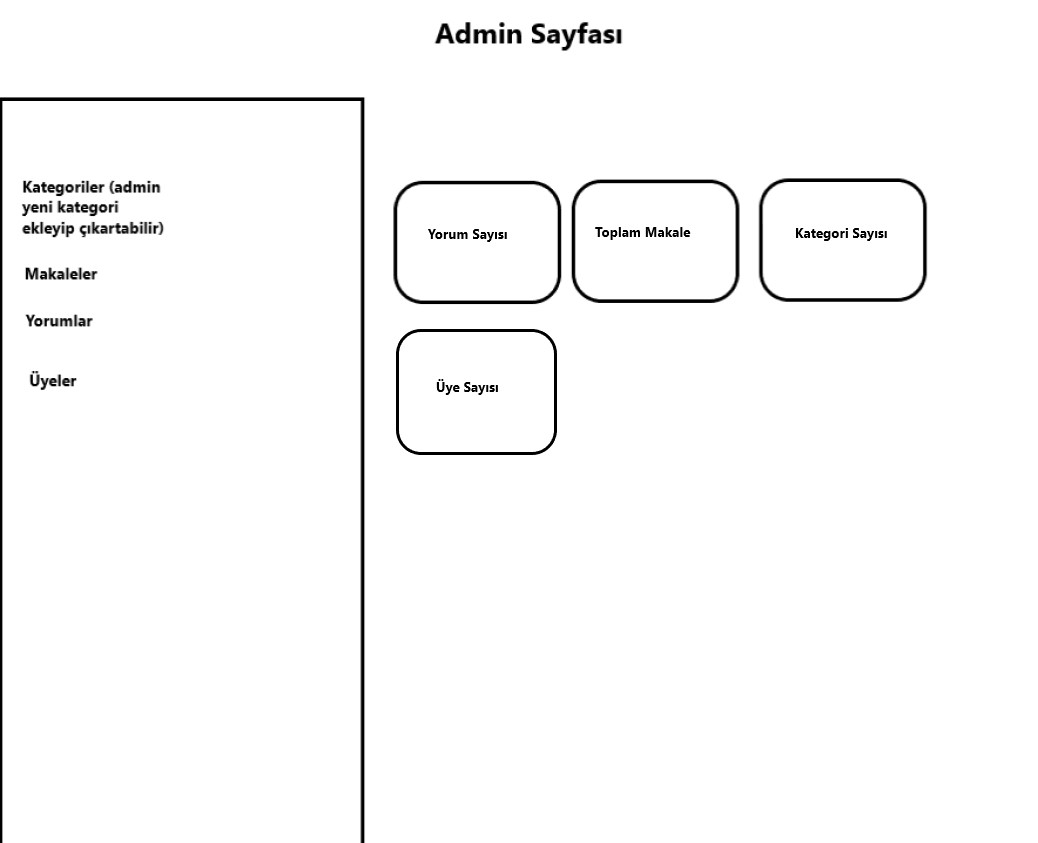 Admin Sayfası
Kategoriler (admin
yeni kategori
ekleyip çıkartabilir)
Makaleler
Yorumlar
Üyeler
Yorum Sayısı
Toplam Makale
Kategori Sayısı
Üye Sayısı